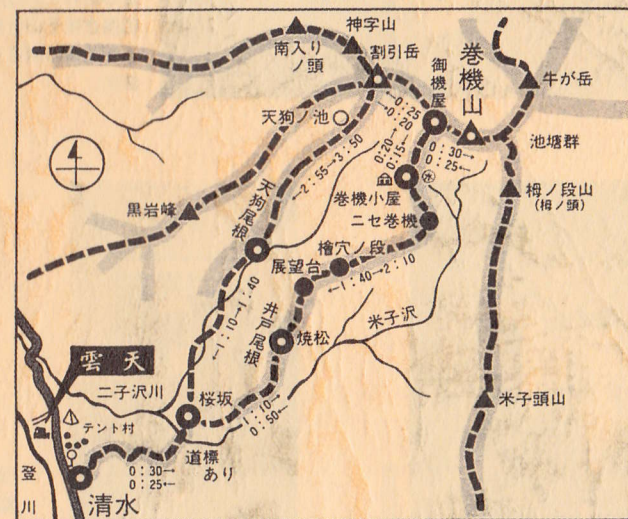 神字山
南入り
ノ頭
割引岳
御機屋
巻機山
牛が岳
←0:25
→0:20
天狗ノ池
池塘群
0:30→
0:25←
0:20→
0:15←
←2:55→3:50
栂ノ段山
(栂ノ頭)
巻機小屋
黒岩峰
天狗尾根
ニセ巻機
檜穴ノ段
展望台
←1:40→2:10
井戸尾根
米子沢
焼松
雲天
二子沢川
桜坂
米子頭山
テント村
1:10→
0:50←
道標
あり
0:30→
0:25←
登川
清水